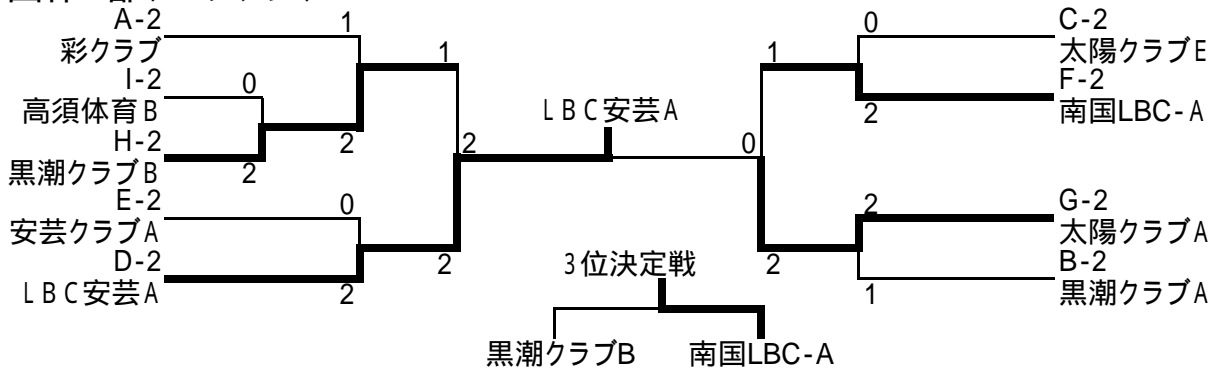 A-2
彩クラブ
I-2
高須体育B
H-2
黒潮クラブB
E-2
安芸クラブA
D-2
LBC安芸A
1
0
2
2
0
2
1
2
2
LBC安芸A
0
1
2
0
2
2
1
C-2
太陽クラブE
F-2
南国LBC-A
G-2
太陽クラブA
B-2
黒潮クラブA
3位決定戦
黒潮クラブB
南国LBC-A